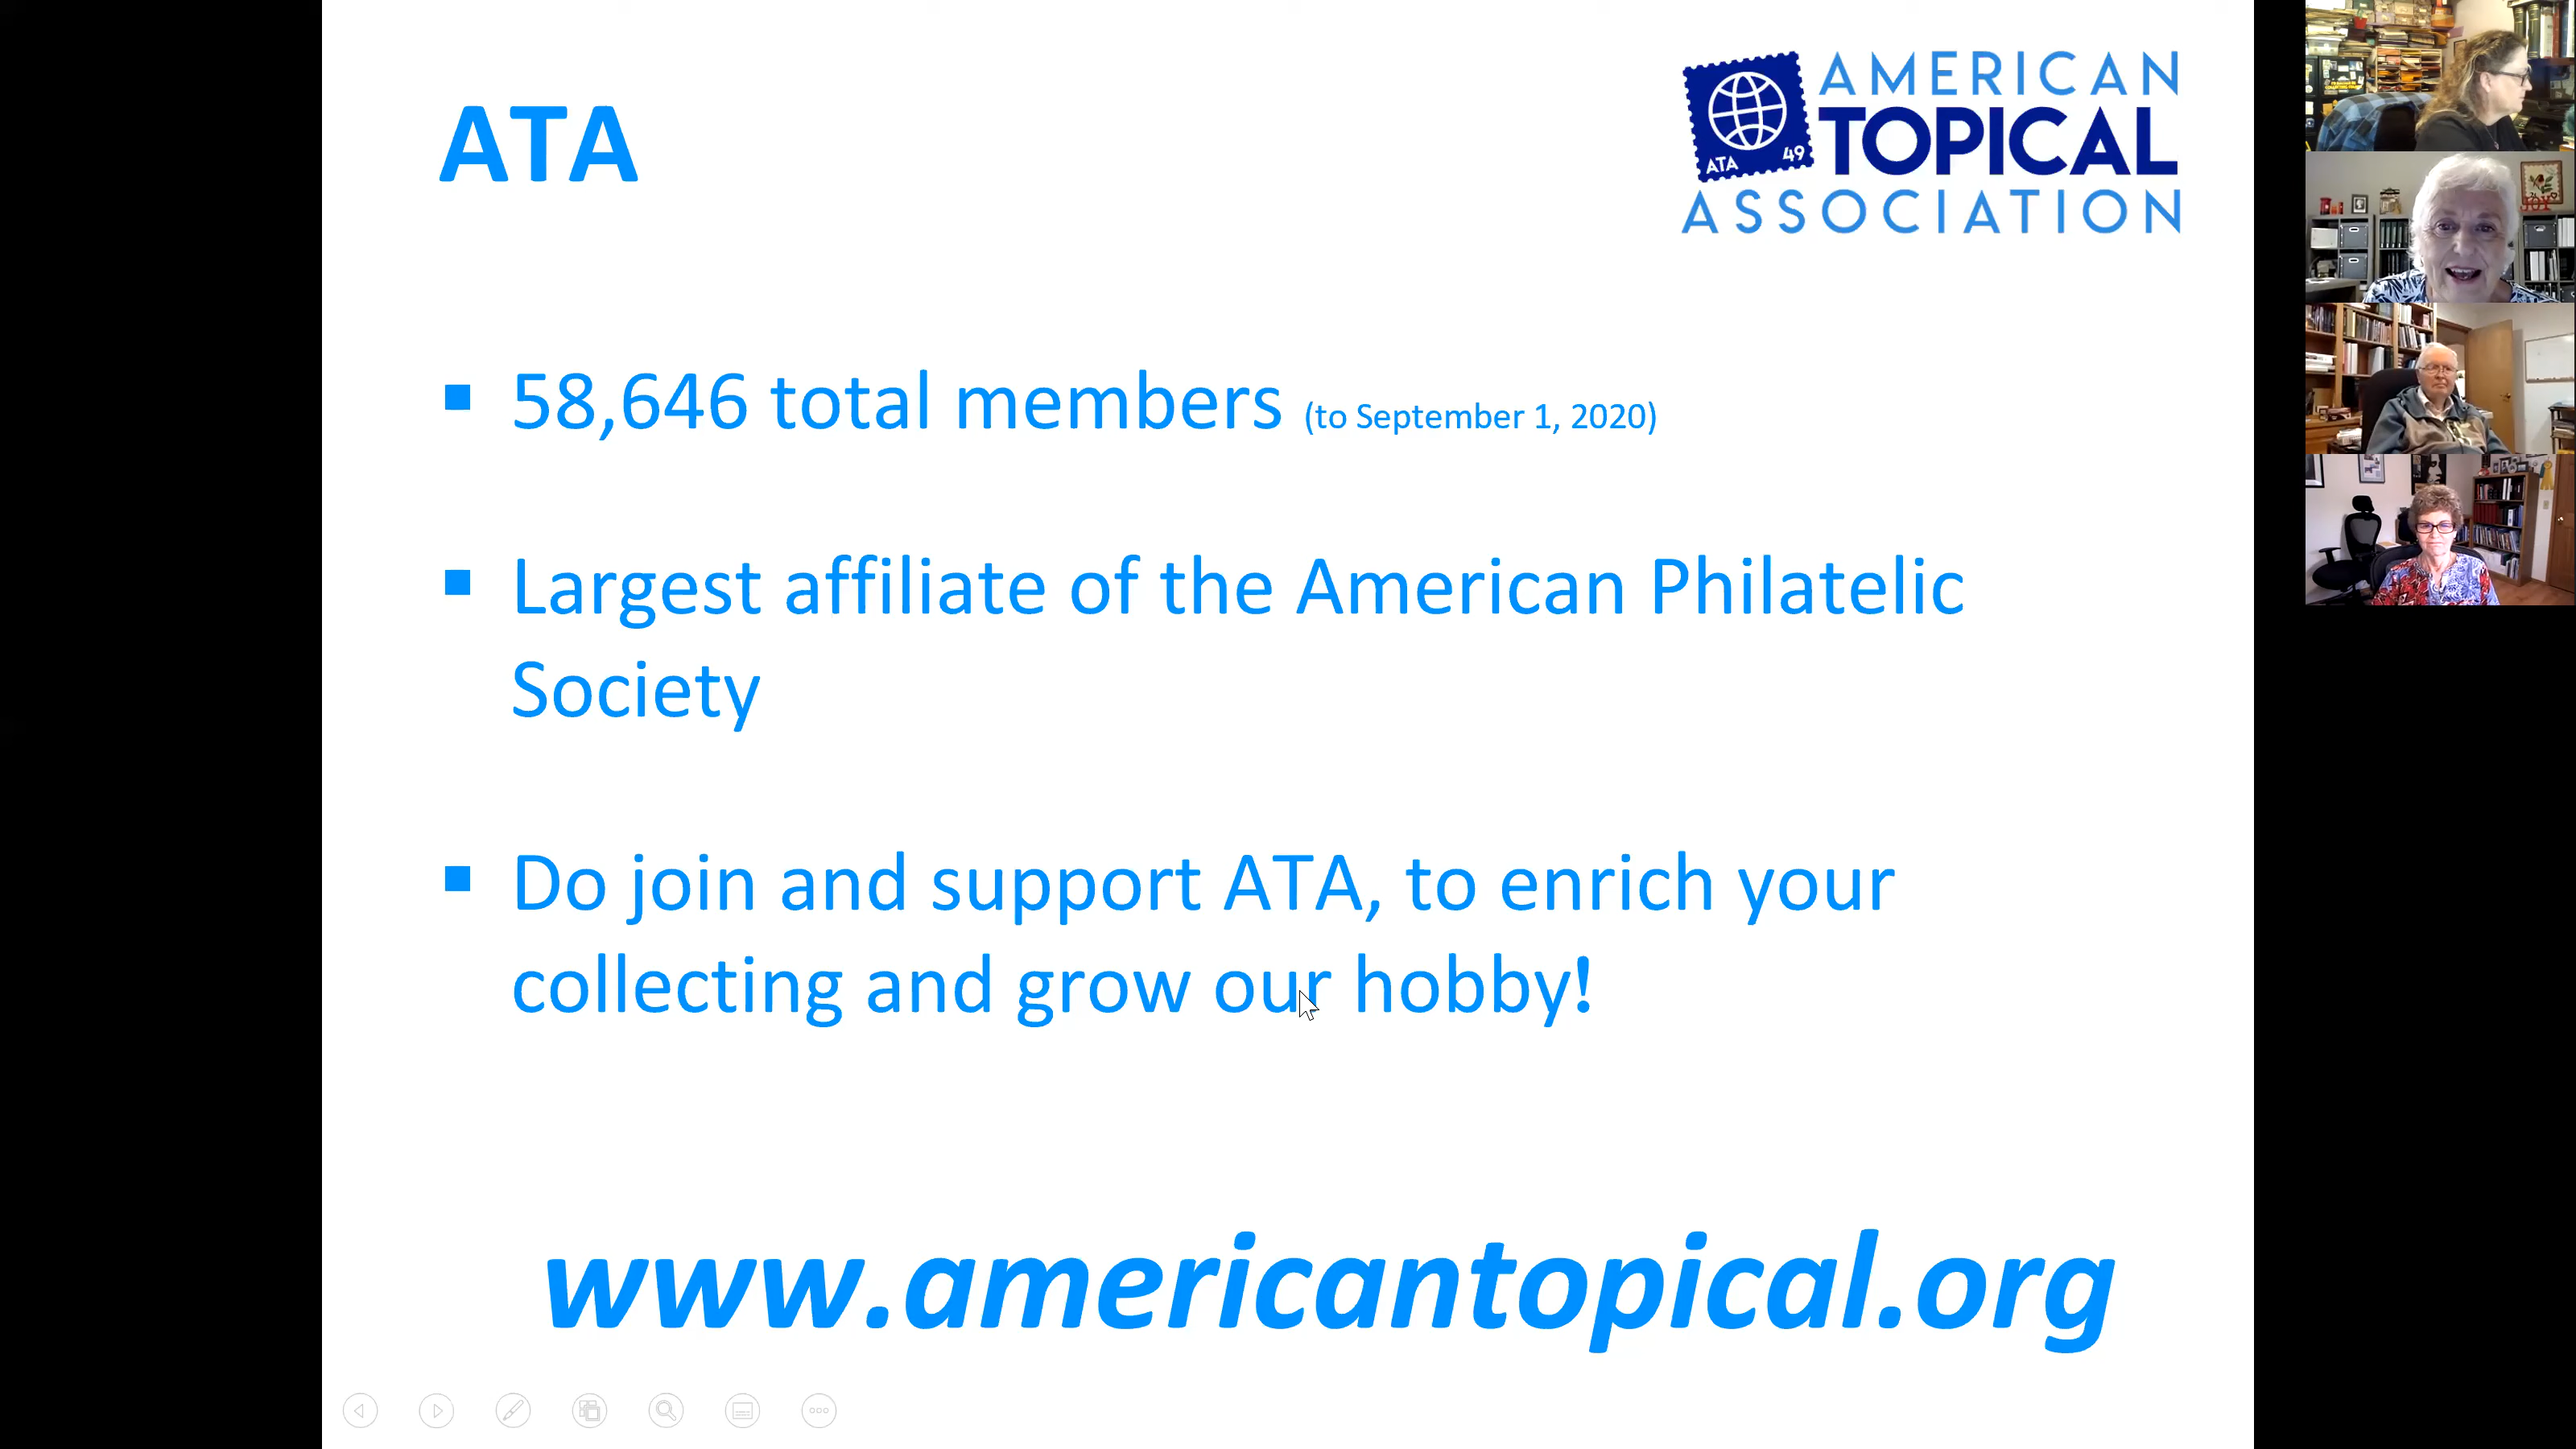 ATA
AMERICAN
TOPICAL
ASSOCIATION
ATA 49
58,646 total members (to September 1, 2020)
Largest affiliate of the American Philatelic
Society
Do join and support ATA, to enrich your
collecting and grow our hobby!
www.americantopical.org
JOY